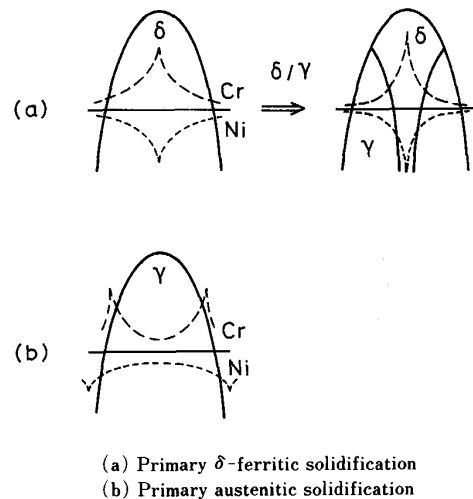 δ
Cr
Ni
(a)
δ/γ
δ
γ
γ
Cr
Ni
(b)
(a) Primary δ-ferritic solidification
(b) Primary austenitic solidification